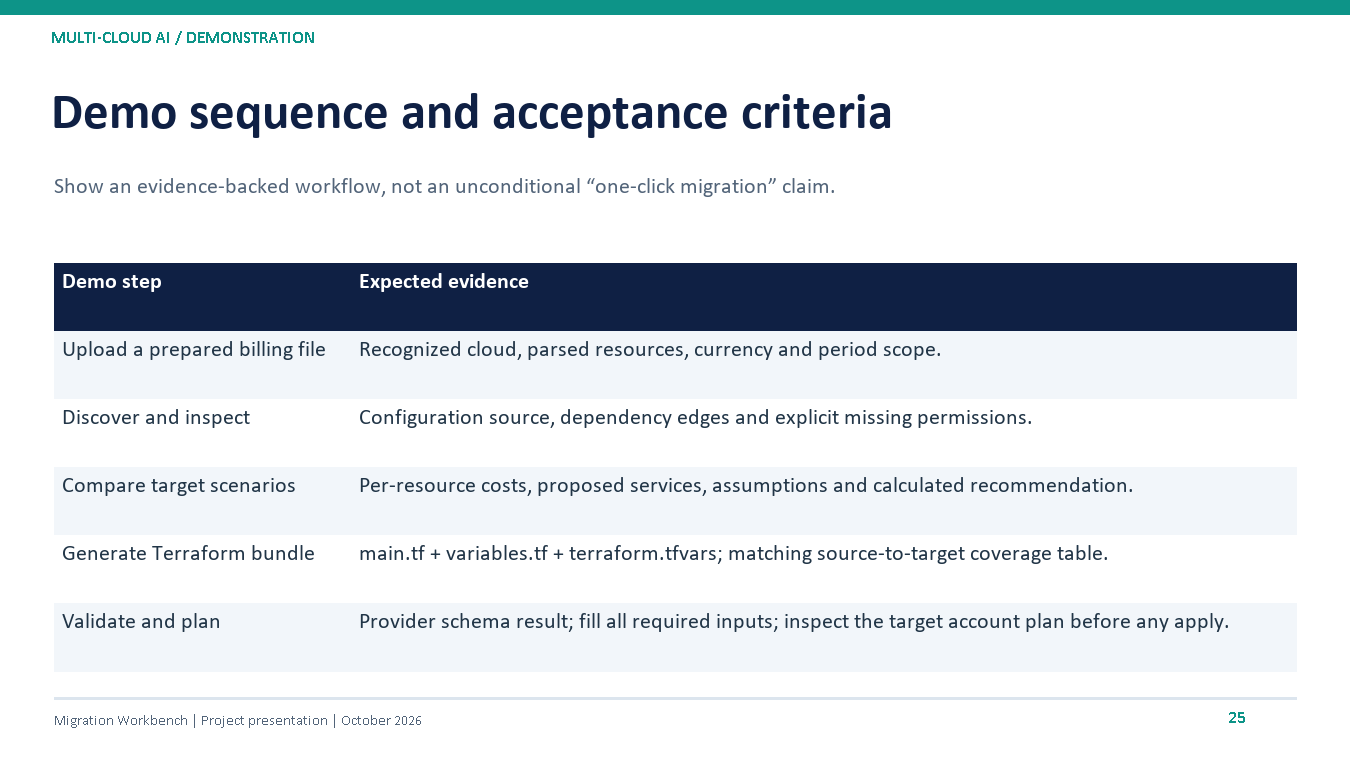 MULTI-CLOUD AI / DEMONSTRATION
Demo sequence and acceptance criteria
Show an evidence-backed workflow, not an unconditional “one-click migration” claim.
Demo step Expected evidence
Upload a prepared billing file Recognized cloud, parsed resources, currency and period scope.
Discover and inspect Configuration source, dependency edges and explicit missing permissions.
Compare target scenarios Per-resource costs, proposed services, assumptions and calculated recommendation.
Generate Terraform bundle main.tf + variables.tf + terraform.tfvars; matching source-to-target coverage table.
Validate and plan Provider schema result; fill all required inputs; inspect the target account plan before any apply.
Migration Workbench | Project presentation | October 2026 25